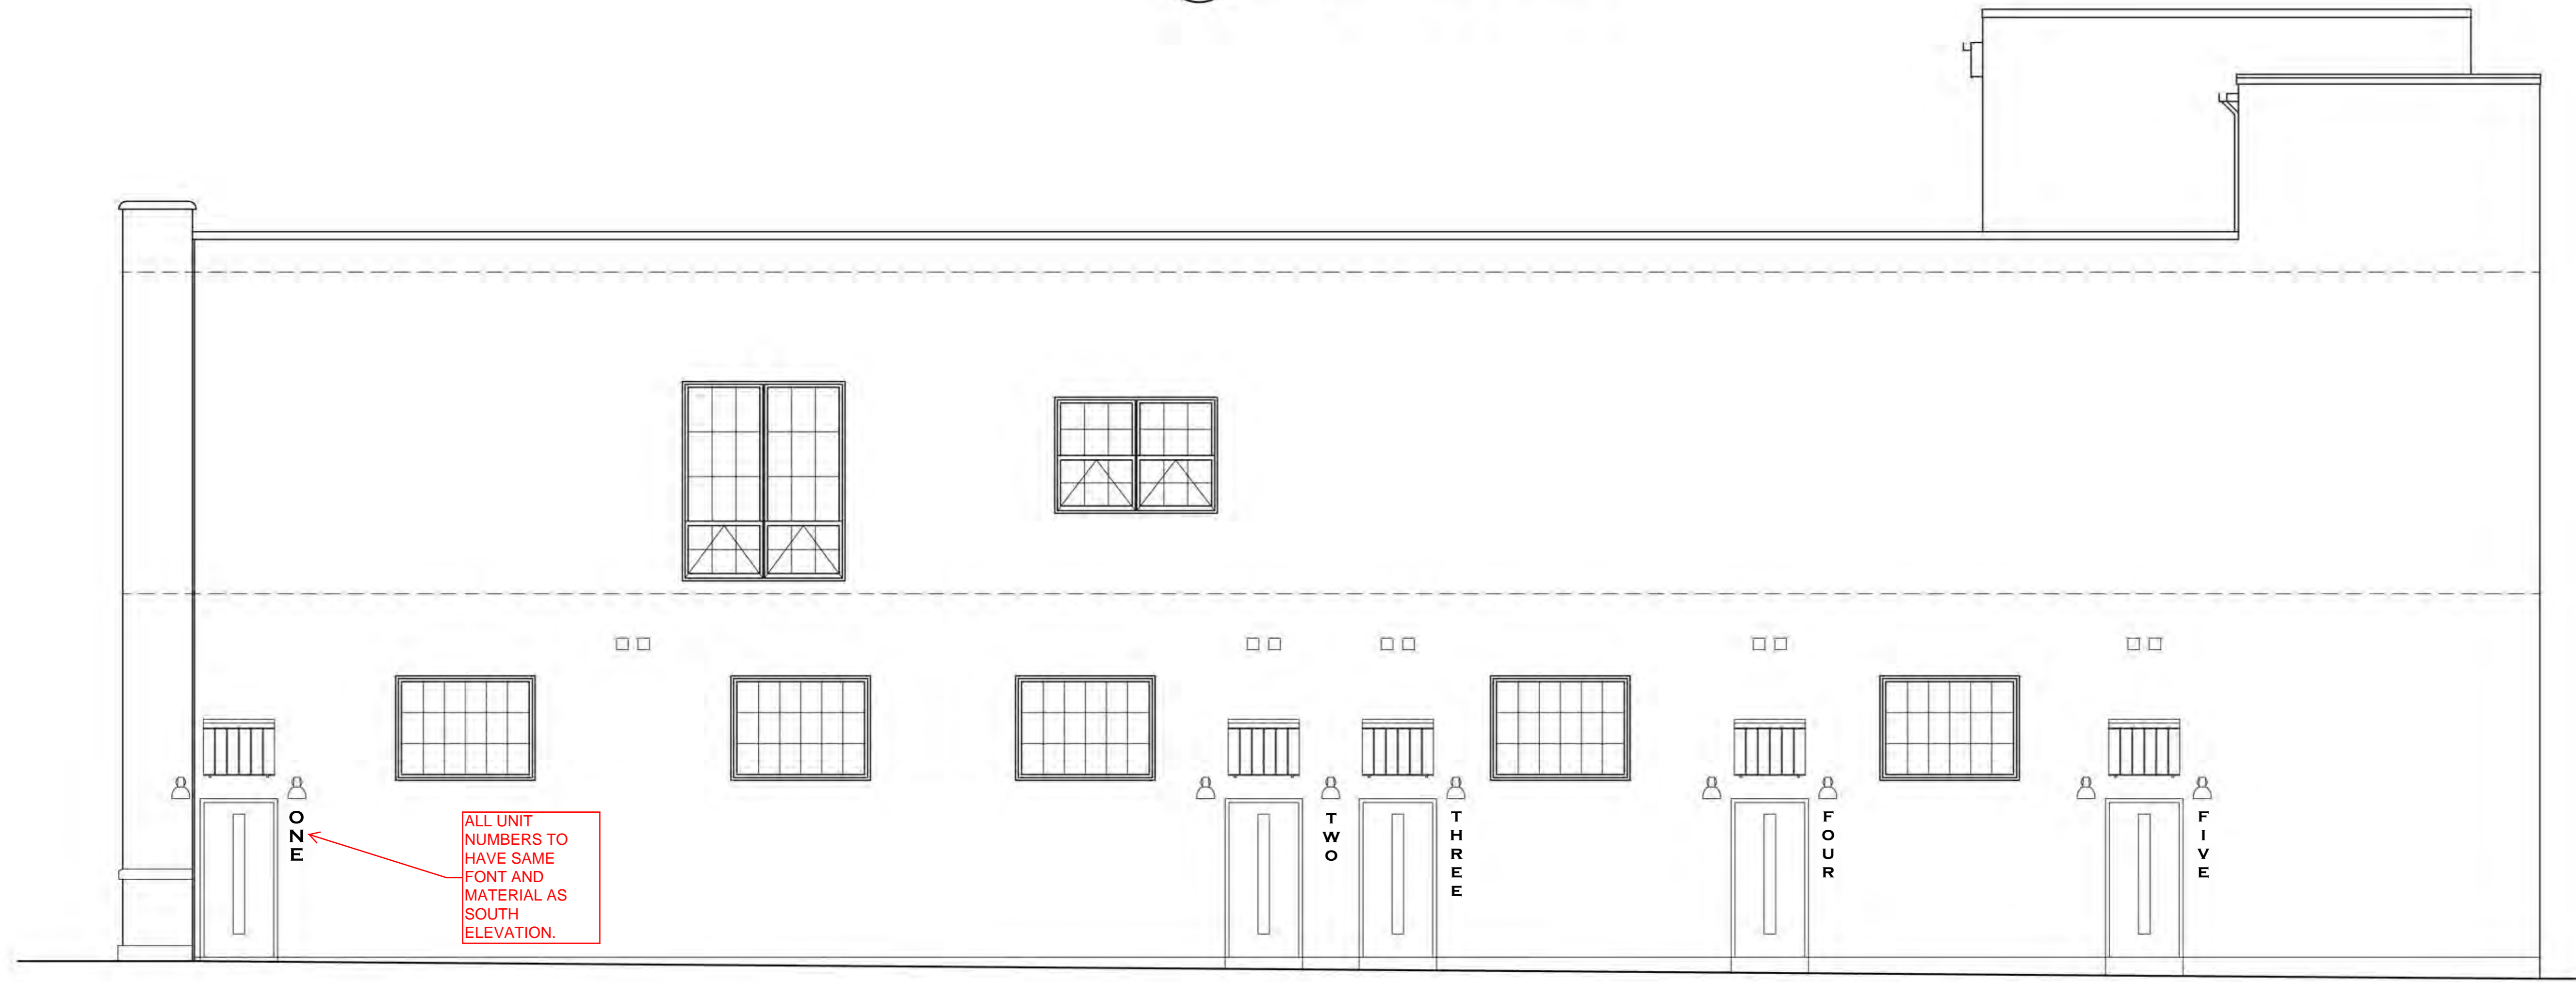 ONE
ALL UNIT
NUMBERS TO
HAVE SAME
FONT AND
MATERIAL AS
SOUTH
ELEVATION.
TWO
THREE
FOUR
FIVE